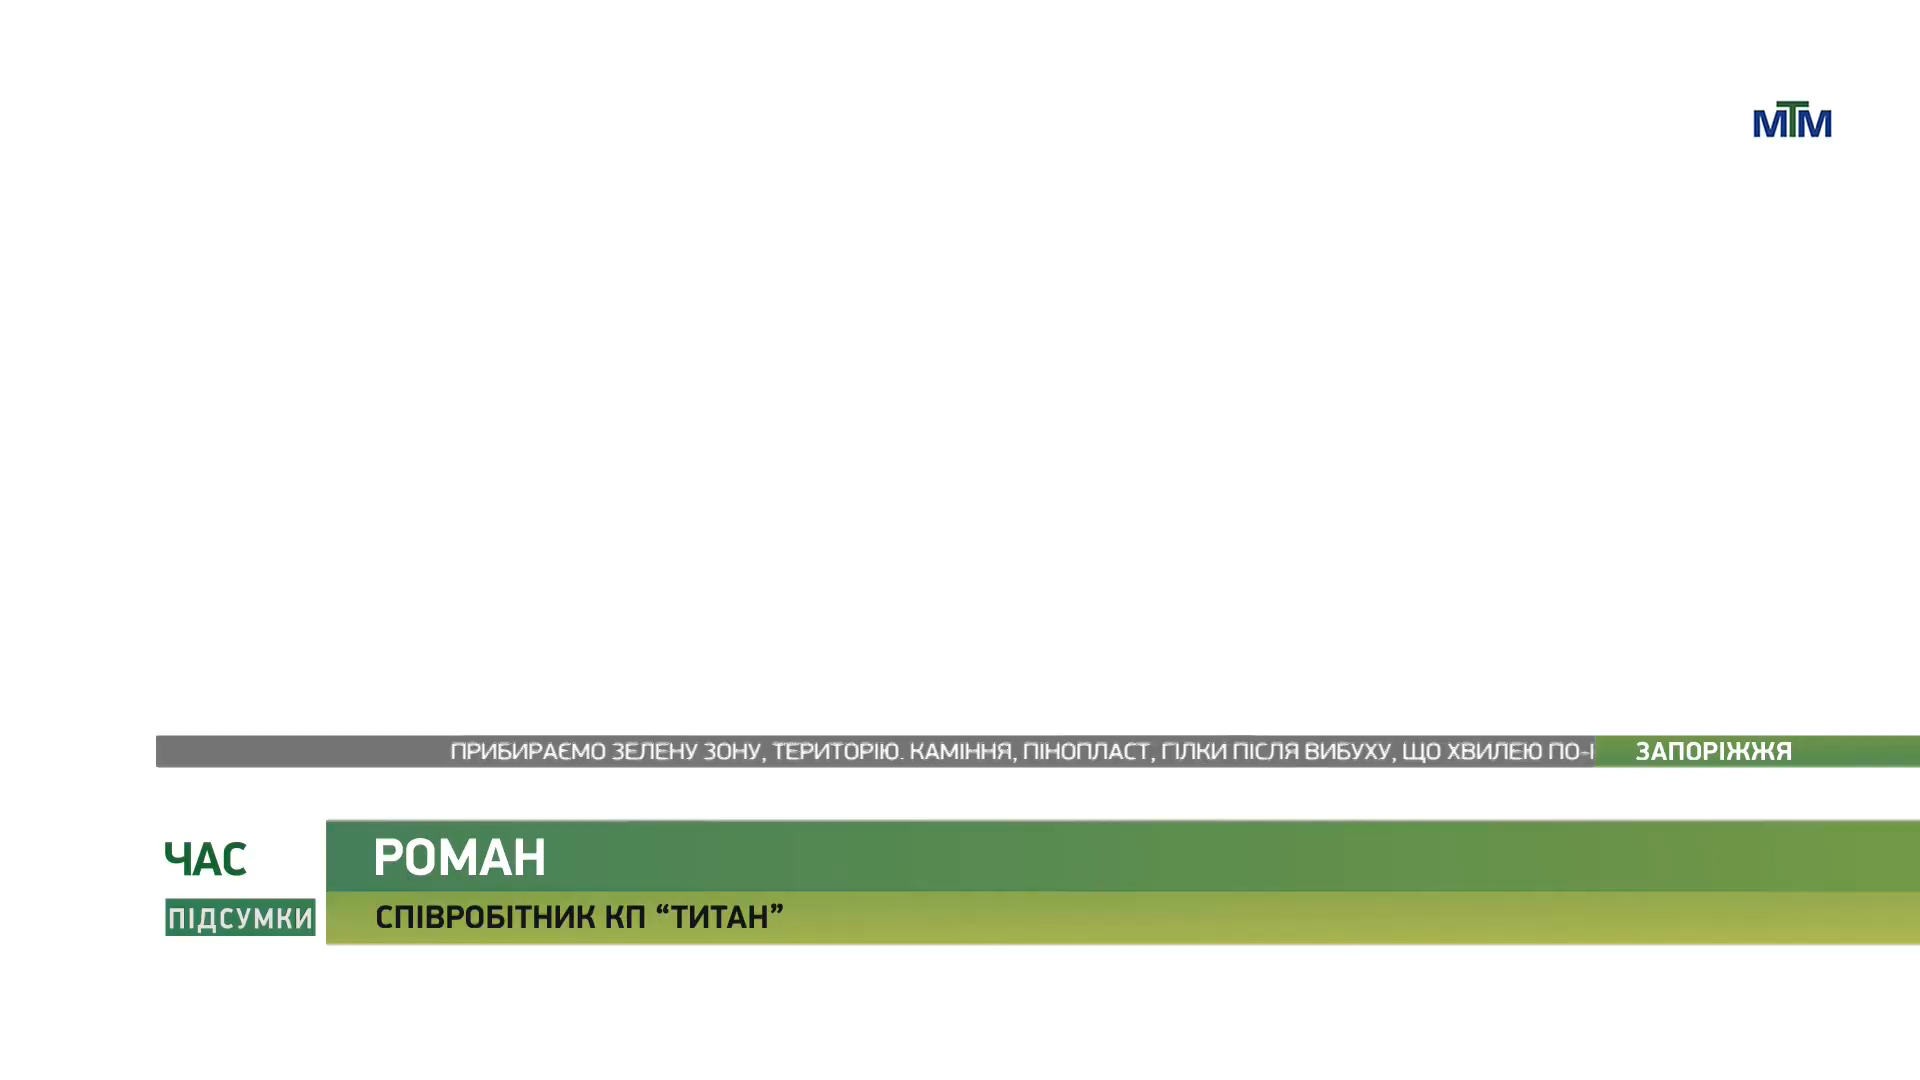 МТМ
ПРИБИРАЄМО ЗЕЛЕНУ ЗОНУ, ТЕРИТОРІЮ. КАМІННЯ, ПІНОПЛАСТ, ГІЛКИ ПІСЛЯ ВИБУХУ, ЩО ХВИЛЕЮ ПО-
ЗАПОРІЖЖЯ
ЧАС
РОМАН
ПІДСУМКИ
СПІВРОБІТНИК КП “ТИТАН”